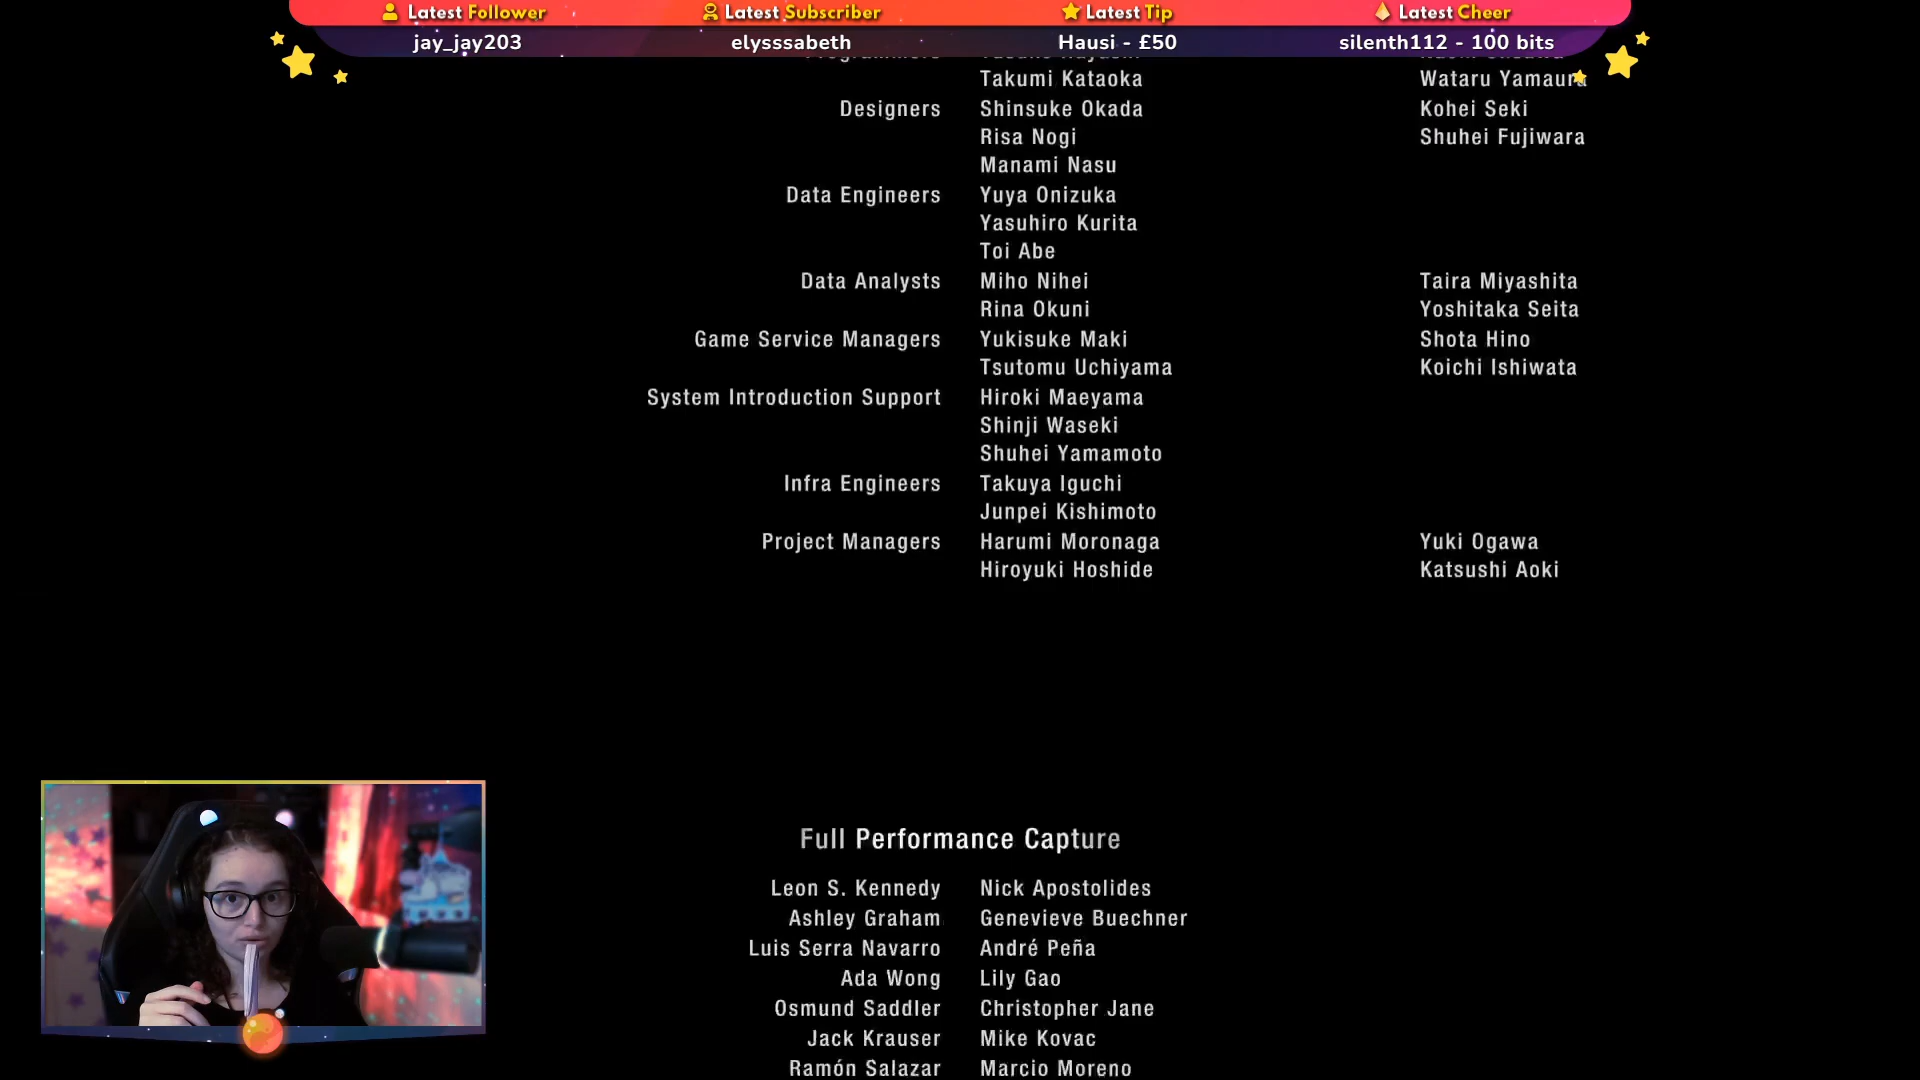 Latest Follower Latest Subscriber Latest Tip Latest Cheer
jay_jay203 elysssabeth Hausi - £50 silenth112 - 100 bits
Takumi Kataoka Wataru Yamaura
Designers Shinsuke Okada Kohei Seki
Risa Nogi Shuhei Fujiwara
Manami Nasu
Data Engineers Yuya Onizuka
Yasuhiro Kurita
Toi Abe
Data Analysts Miho Nihei Taira Miyashita
Rina Okuni Yoshitaka Seita
Game Service Managers Yukisuke Maki Shota Hino
Tsutomu Uchiyama Koichi Ishiwata
System Introduction Support Hiroki Maeyama
Shinji Waseki
Shuhei Yamamoto
Infra Engineers Takuya Iguchi
Junpei Kishimoto
Project Managers Harumi Moronaga Yuki Ogawa
Hiroyuki Hoshide Katsushi Aoki
Full Performance Capture
Leon S. Kennedy Nick Apostolides
Ashley Graham Genevieve Buechner
Luis Serra Navarro André Peña
Ada Wong Lily Gao
Osmund Saddler Christopher Jane
Jack Krauser Mike Kovac
Ramón Salazar Marcio Moreno